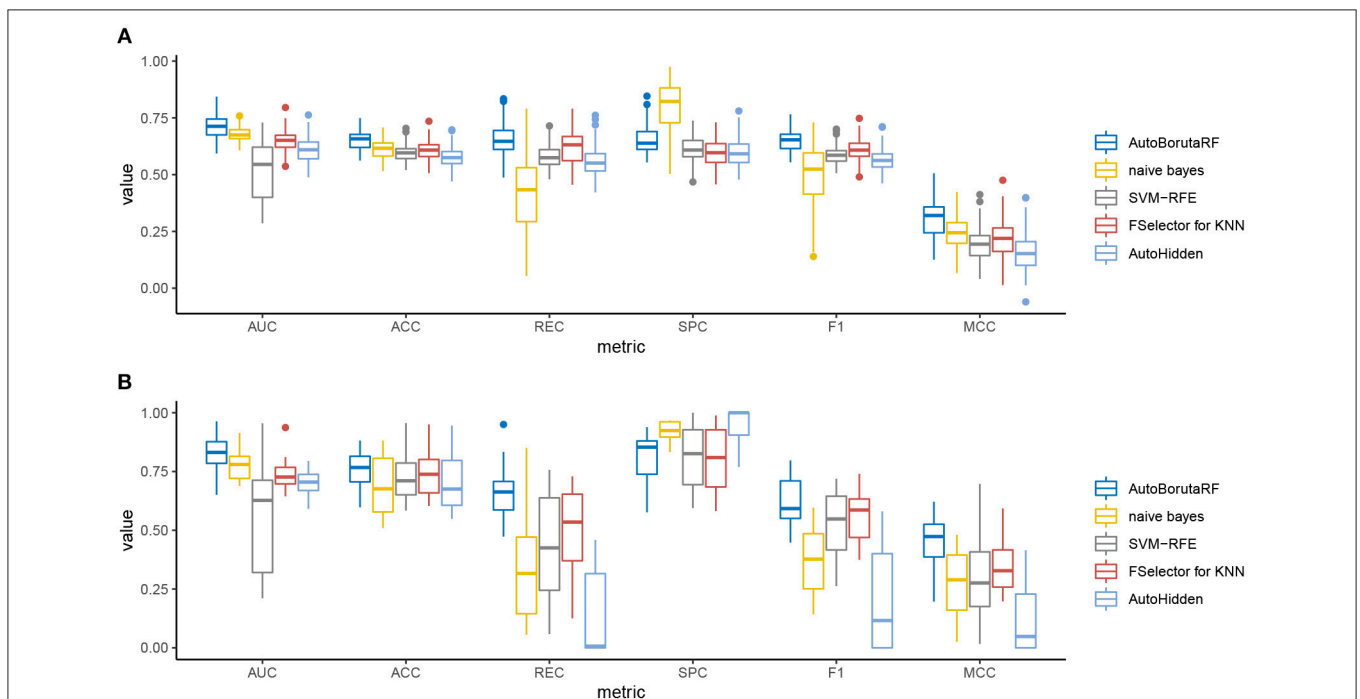 A
1.00
0.75
0.50
0.25
0.00
value
AUC ACC REC SPC F1 MCC
metric
AutoBorutaRF
naive bayes
SVM-RFE
FSelector for KNN
AutoHidden
B
1.00
0.75
0.50
0.25
0.00
value
AUC ACC REC SPC F1 MCC
metric
AutoBorutaRF
naive bayes
SVM-RFE
FSelector for KNN
AutoHidden